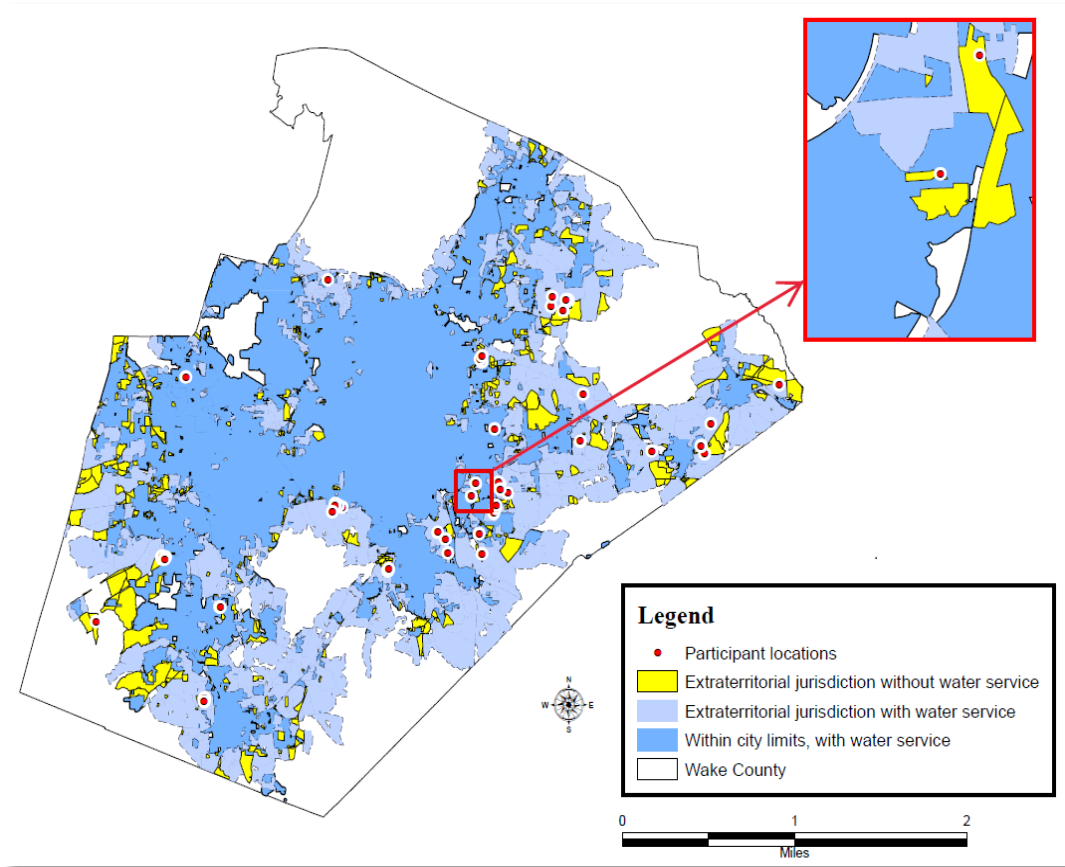 N
W
E
S
Legend
Participant locations
Extraterritorial jurisdiction without water service
Extraterritorial jurisdiction with water service
Within city limits, with water service
Wake County
0 1 2
Miles